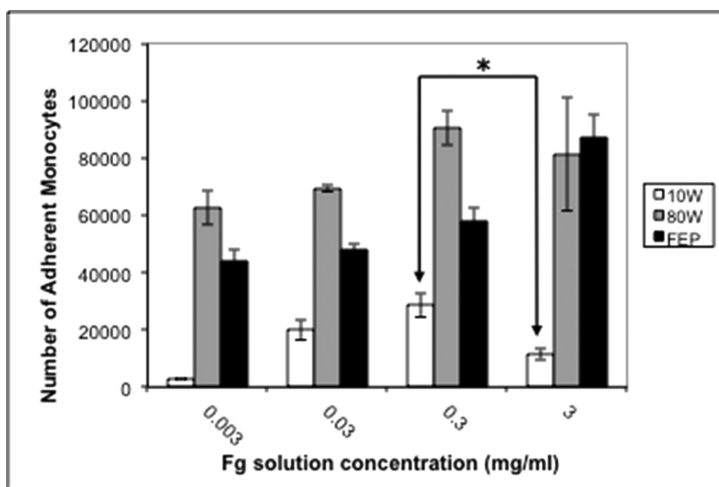 120000
100000
80000
60000
40000
20000
0
Number of Adherent Monocytes
*
10W
80W
FEP
0.003 0.03 0.3 3
Fg solution concentration (mg/ml)